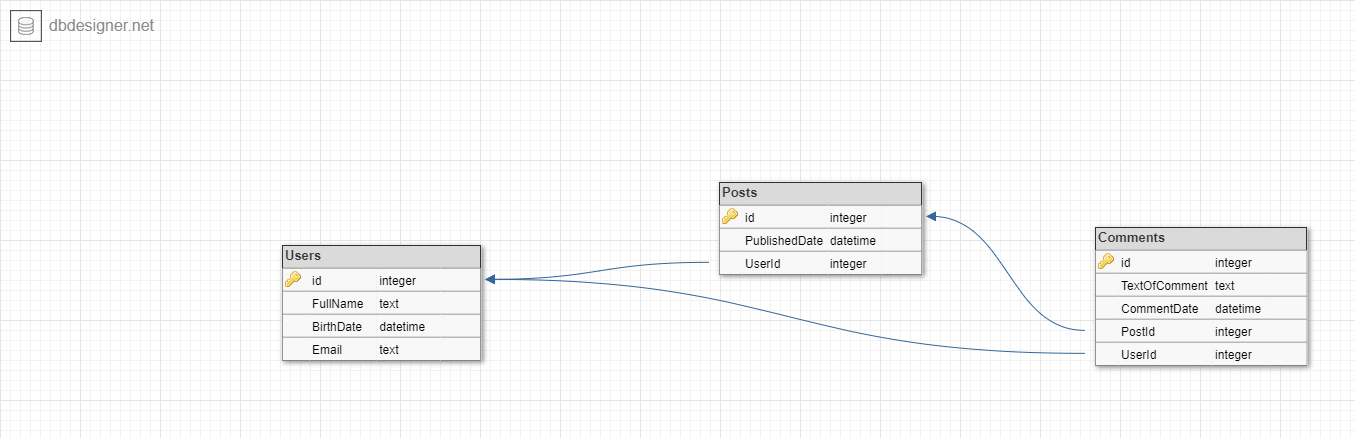 dbdesigner.net
Users
id integer
FullName text
BirthDate datetime
Email text
Posts
id integer
PublishedDate datetime
UserId integer
Comments
id integer
TextOfComment text
CommentDate datetime
PostId integer
UserId integer